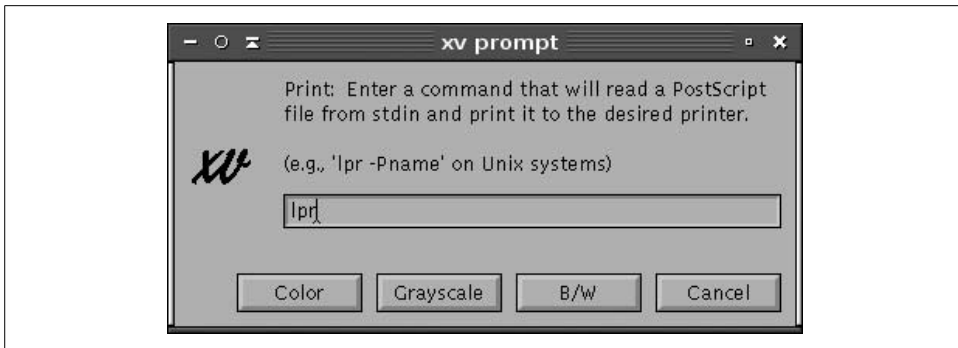 xv prompt
Print: Enter a command that will read a PostScript
file from stdin and print it to the desired printer.
xv
(e.g., 'lpr -Pname' on Unix systems)
lpr
Color Grayscale B/W Cancel